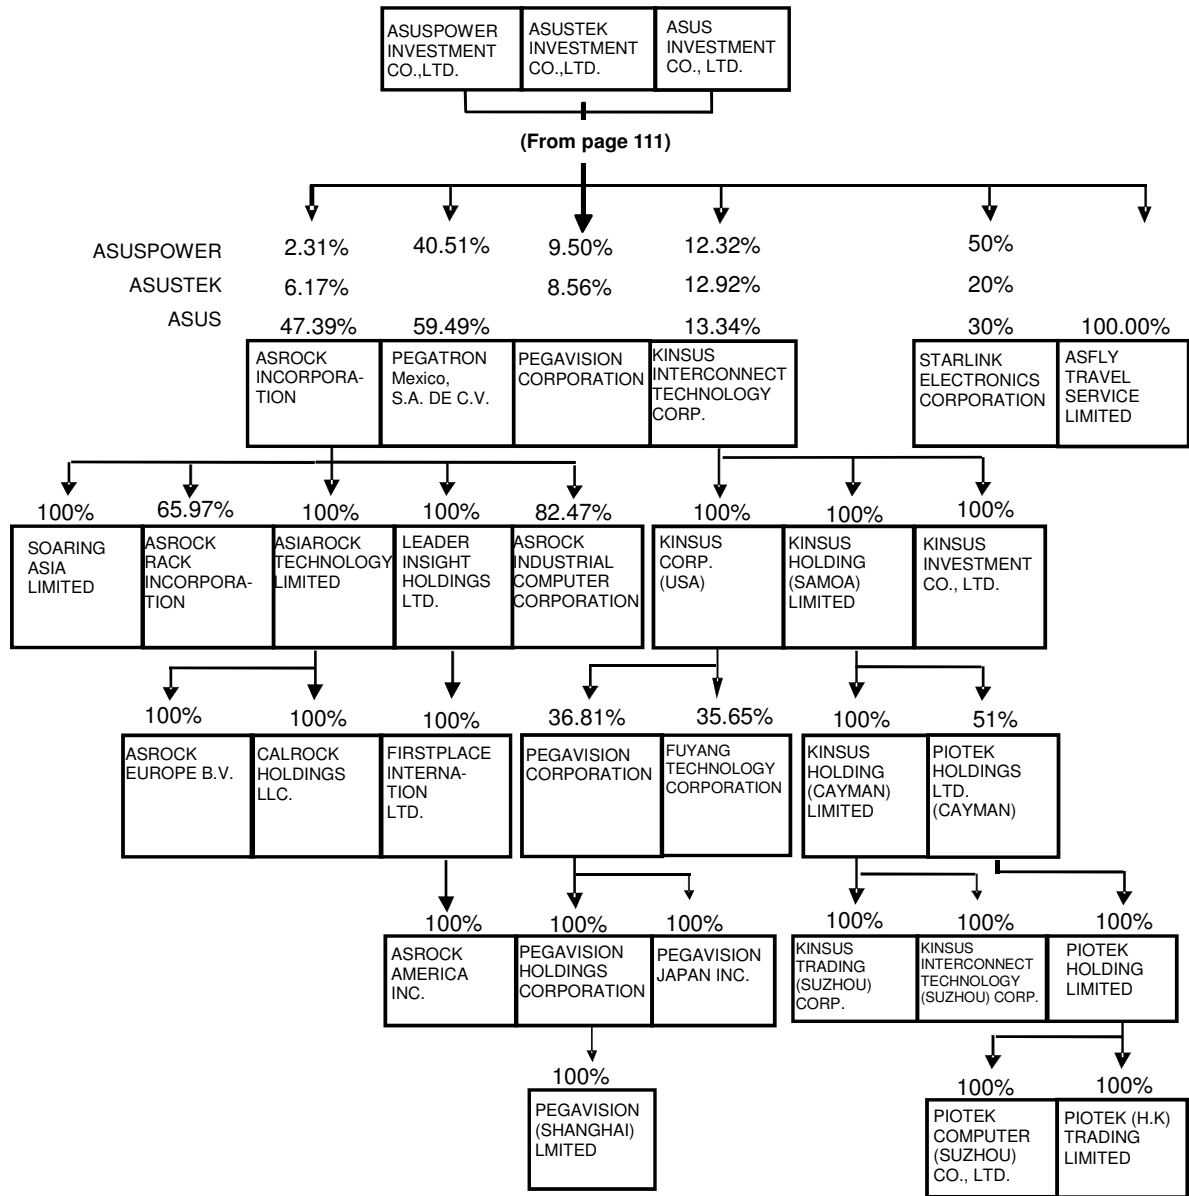 ASUSPOWER
INVESTMENT
CO.,LTD.
ASUSTEK
INVESTMENT
CO.,LTD.
ASUS
INVESTMENT
CO., LTD.
(From page 111)
ASUSPOWER 2.31% 40.51% 9.50% 12.32% 50%
ASUSTEK 6.17% 8.56% 12.92% 20%
ASUS 47.39% 59.49% 13.34% 30% 100.00%
ASROCK
INCORPORA-
TION
PEGATRON
Mexico,
S.A. DE C.V.
PEGAVISION
CORPORATION
KINSUS
INTERCONNECT
TECHNOLOGY
CORP.
STARLINK
ELECTRONICS
CORPORATION
ASFLY
TRAVEL
SERVICE
LIMITED
100% 65.97% 100% 100% 82.47% 100% 100% 100%
SOARING
ASIA
LIMITED
ASROCK
RACK
INCORPORA-
TION
ASIAROCK
TECHNOLOGY
LIMITED
LEADER
INSIGHT
HOLDINGS
LTD.
ASROCK
INDUSTRIAL
COMPUTER
CORPORATION
KINSUS
CORP.
(USA)
KINSUS
HOLDING
(SAMOA)
LIMITED
KINSUS
INVESTMENT
CO., LTD.
100% 100% 100% 36.81% 35.65% 100% 51%
ASROCK
EUROPE B.V.
CALROCK
HOLDINGS
LLC.
FIRSTPLACE
INTERNA-
TION
LTD.
PEGAVISION
CORPORATION
FUYANG
TECHNOLOGY
CORPORATION
KINSUS
HOLDING
(CAYMAN)
LIMITED
PIOTEK
HOLDINGS
LTD.
(CAYMAN)
100% 100% 100% 100% 100% 100%
ASROCK
AMERICA
INC.
PEGAVISION
HOLDINGS
CORPORATION
PEGAVISION
JAPAN INC.
KINSUS
TRADING
(SUZHOU)
CORP.
KINSUS
INTERCONNECT
TECHNOLOGY
(SUZHOU) CORP.
PIOTEK
HOLDING
LIMITED
100% 100% 100%
PEGAVISION
(SHANGHAI)
LMITED
PIOTEK
COMPUTER
(SUZHOU)
CO., LTD.
PIOTEK (H.K)
TRADING
LIMITED